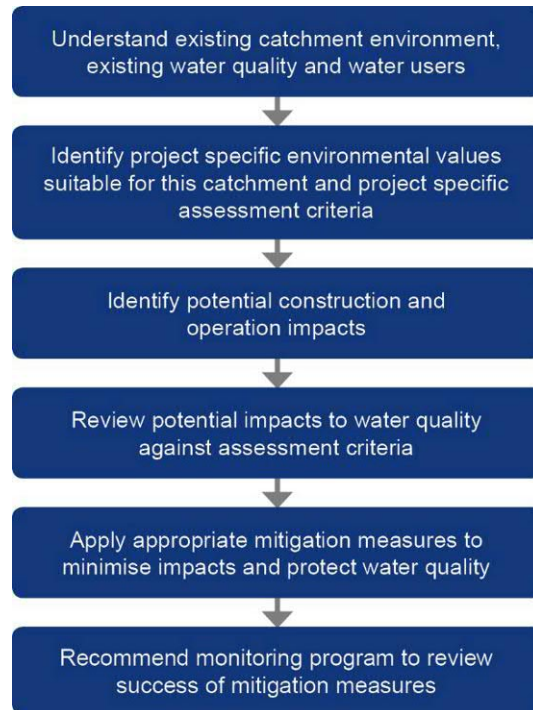 Understand existing catchment environment,
existing water quality and water users
Identify project specific environmental values
suitable for this catchment and project specific
assessment criteria
Identify potential construction and
operation impacts
Review potential impacts to water quality
against assessment criteria
Apply appropriate mitigation measures to
minimise impacts and protect water quality
Recommend monitoring program to review
success of mitigation measures